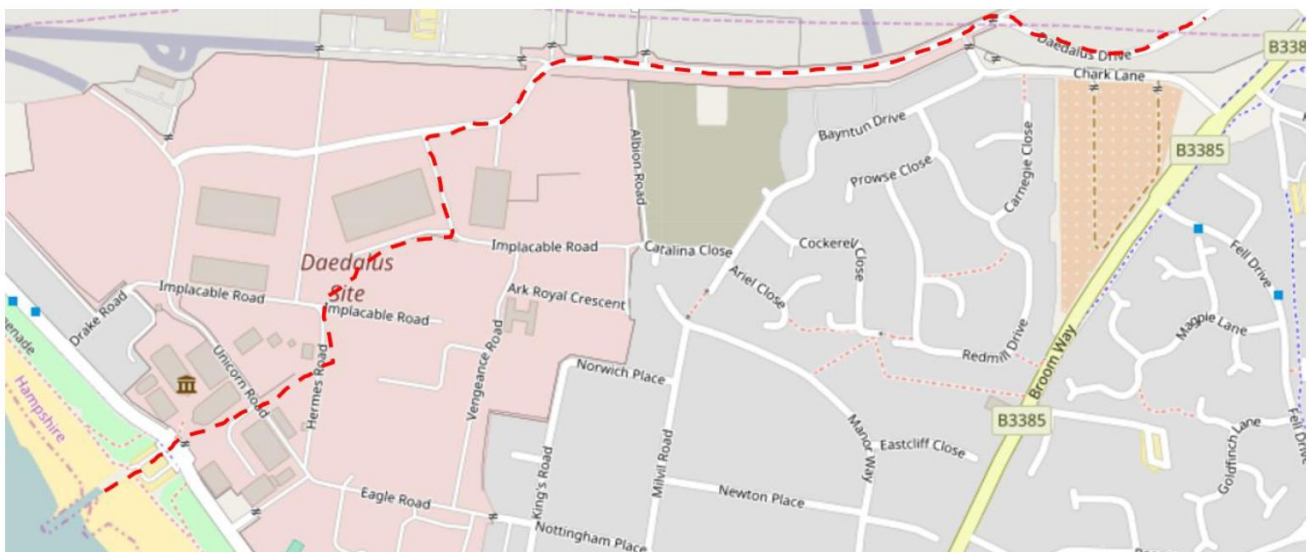 Daedalus Drive
B338
Chark Lane
B3385
Albion Road
Bayntun Drive
Prowse Close
Carnegie Close
Implacable Road
Catalina Close
Cockerel Close
Fell Drive
Daedalus
Site
Ariel Close
Drake Road
Implacable Road
Implacable Road
Ark Royal Crescent
Magpie Lane
Redmill Drive
Unicorn Road
Hermes Road
Vengeance Road
Norwich Place
Broom Way
enade
Hampshire
Manor Way
B3385
Eastcliff Close
Goldfinch Lane
Fell Drive
Milvil Road
King's Road
Newton Place
Eagle Road
Nottingham Place